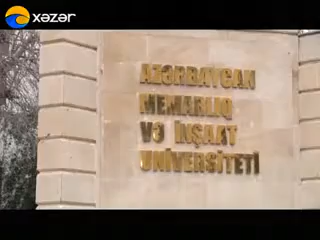 xəzər
AZƏRBAYCAN
MEMARLIQ
VƏ İNŞAAT
UNİVERSİTETİ